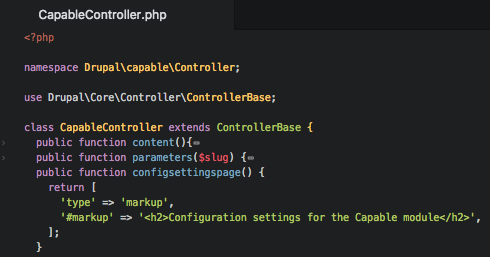 CapableController.php
<?php
namespace Drupal\capable\Controller;
use Drupal\Core\Controller\ControllerBase;
class CapableController extends ControllerBase {
public function content(){
public function parameters($slug) {
public function configsettingspage() {
return [
'type' => 'markup',
'#markup' => '<h2>Configuration settings for the Capable module</h2>',
];
}